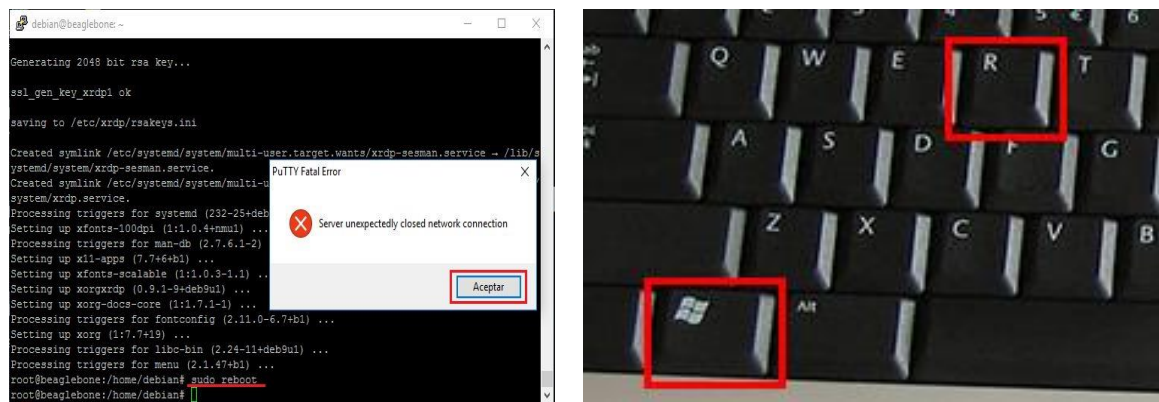 debian@beaglebone: ~
Generating 2048 bit rsa key...
ssl_gen_key_xrdp1 ok
saving to /etc/xrdp/rsakeys.ini
Created symlink /etc/systemd/system/multi-user.target.wants/xrdp-sesman.service → /lib/s
ystemd/system/xrdp-sesman.service.
Created symlink /etc/systemd/system/multi-u
system/xrdp.service.
Processing triggers for systemd (232-25+deb
Setting up xfonts-100dpi (1:1.0.4+nmu1) ...
Processing triggers for man-db (2.7.6.1-2)
Setting up x11-apps (7.7+6+b1) ...
Setting up xfonts-scalable (1:1.0.3-1.1) ..
Setting up xorgxrdp (0.9.1-9+deb9u1) ...
Setting up xorg-docs-core (1:1.7.1-1) ...
Processing triggers for fontconfig (2.11.0-6.7+b1) ...
Setting up xorg (1:7.7+19) ...
Processing triggers for libc-bin (2.24-11+deb9u1) ...
Processing triggers for menu (2.1.47+b1) ...
root@beaglebone:/home/debian# sudo reboot
root@beaglebone:/home/debian#
PuTTY Fatal Error
Server unexpectedly closed network connection
Aceptar
5 € 6
Q W E R T
A S D F G
Z X C V B
Alt